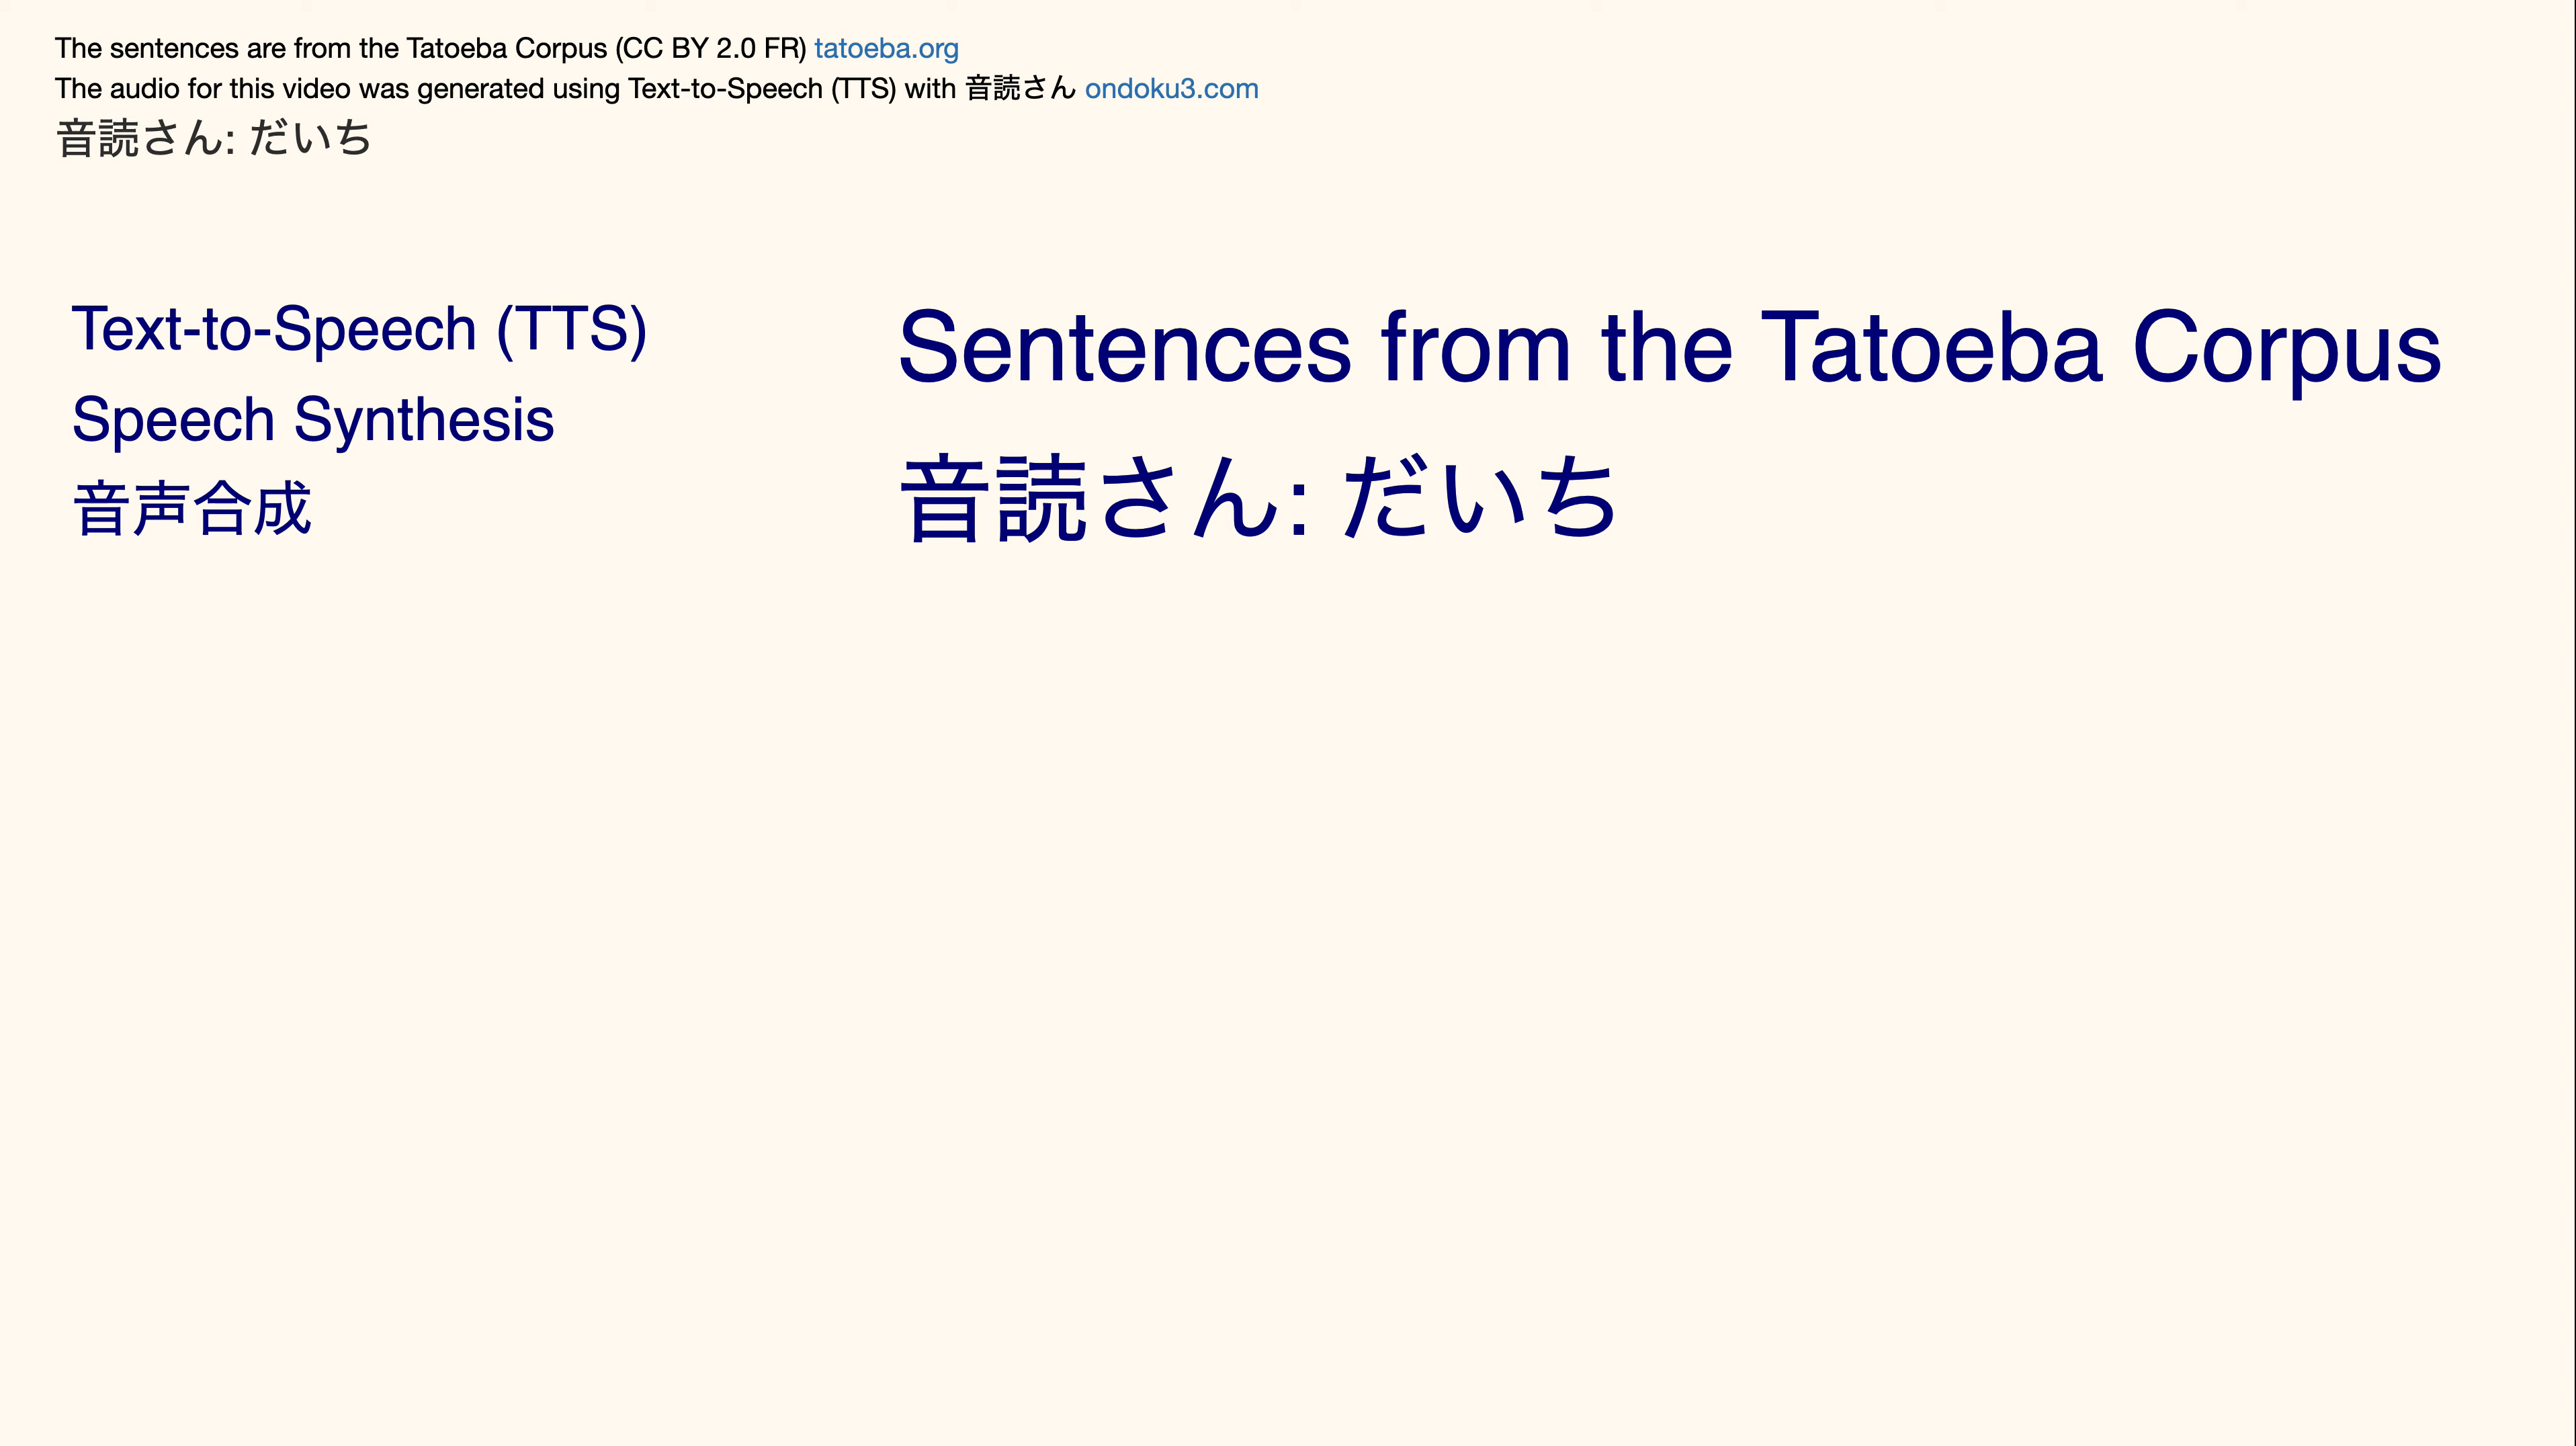 The sentences are from the Tatoeba Corpus (CC BY 2.0 FR) tatoeba.org
The audio for this video was generated using Text-to-Speech (TTS) with 音読さん ondoku3.com
音読さん: だいち
Text-to-Speech (TTS)
Speech Synthesis
音声合成
Sentences from the Tatoeba Corpus
音読さん: だいち